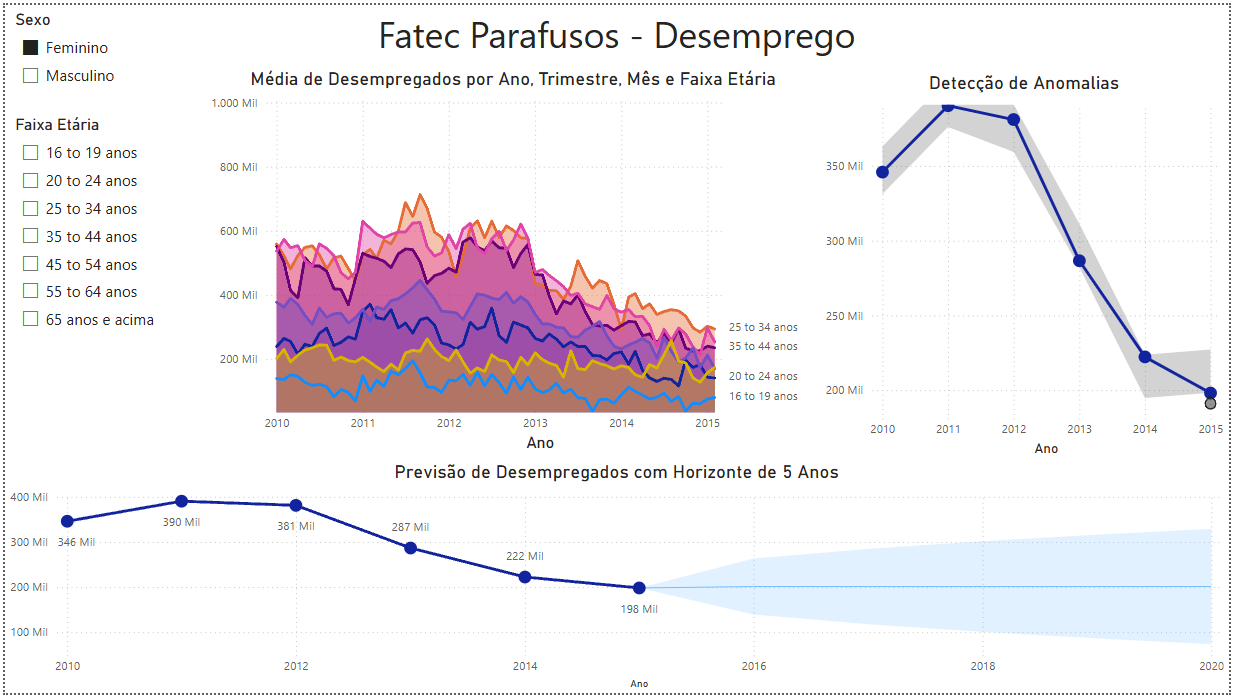 Fatec Parafusos - Desemprego
Sexo
Feminino
Masculino
Faixa Etária
16 to 19 anos
20 to 24 anos
25 to 34 anos
35 to 44 anos
45 to 54 anos
55 to 64 anos
65 anos e acima
Média de Desempregados por Ano, Trimestre, Mês e Faixa Etária
1.000 Mil
800 Mil
600 Mil
400 Mil
200 Mil
25 to 34 anos
35 to 44 anos
20 to 24 anos
16 to 19 anos
2010 2011 2012 2013 2014 2015
Ano
Detecção de Anomalias
350 Mil
300 Mil
250 Mil
200 Mil
2010 2011 2012 2013 2014 2015
Ano
Previsão de Desempregados com Horizonte de 5 Anos
400 Mil
300 Mil
200 Mil
100 Mil
346 Mil
390 Mil
381 Mil
287 Mil
222 Mil
198 Mil
2010 2012 2014 2016 2018 2020
Ano